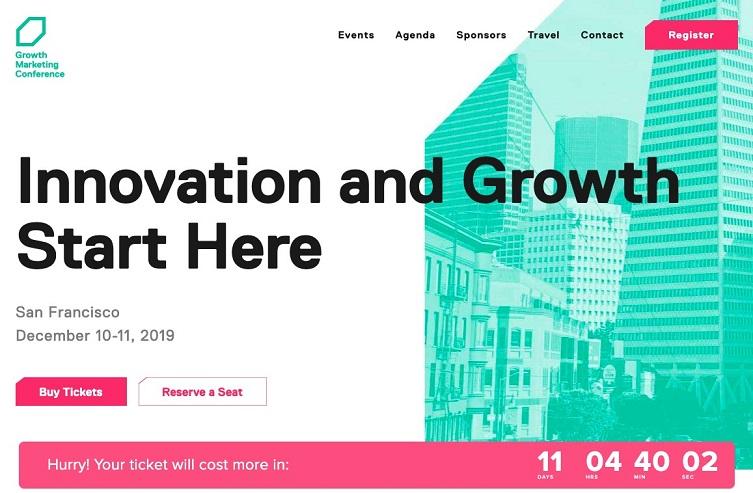 Growth
Marketing
Conference
Events Agenda Sponsors Travel Contact Register
Innovation and Growth
Start Here
San Francisco
December 10-11, 2019
Buy Tickets Reserve a Seat
Hurry! Your ticket will cost more in:
11 04 40 02
DAYS HRS MIN SEC